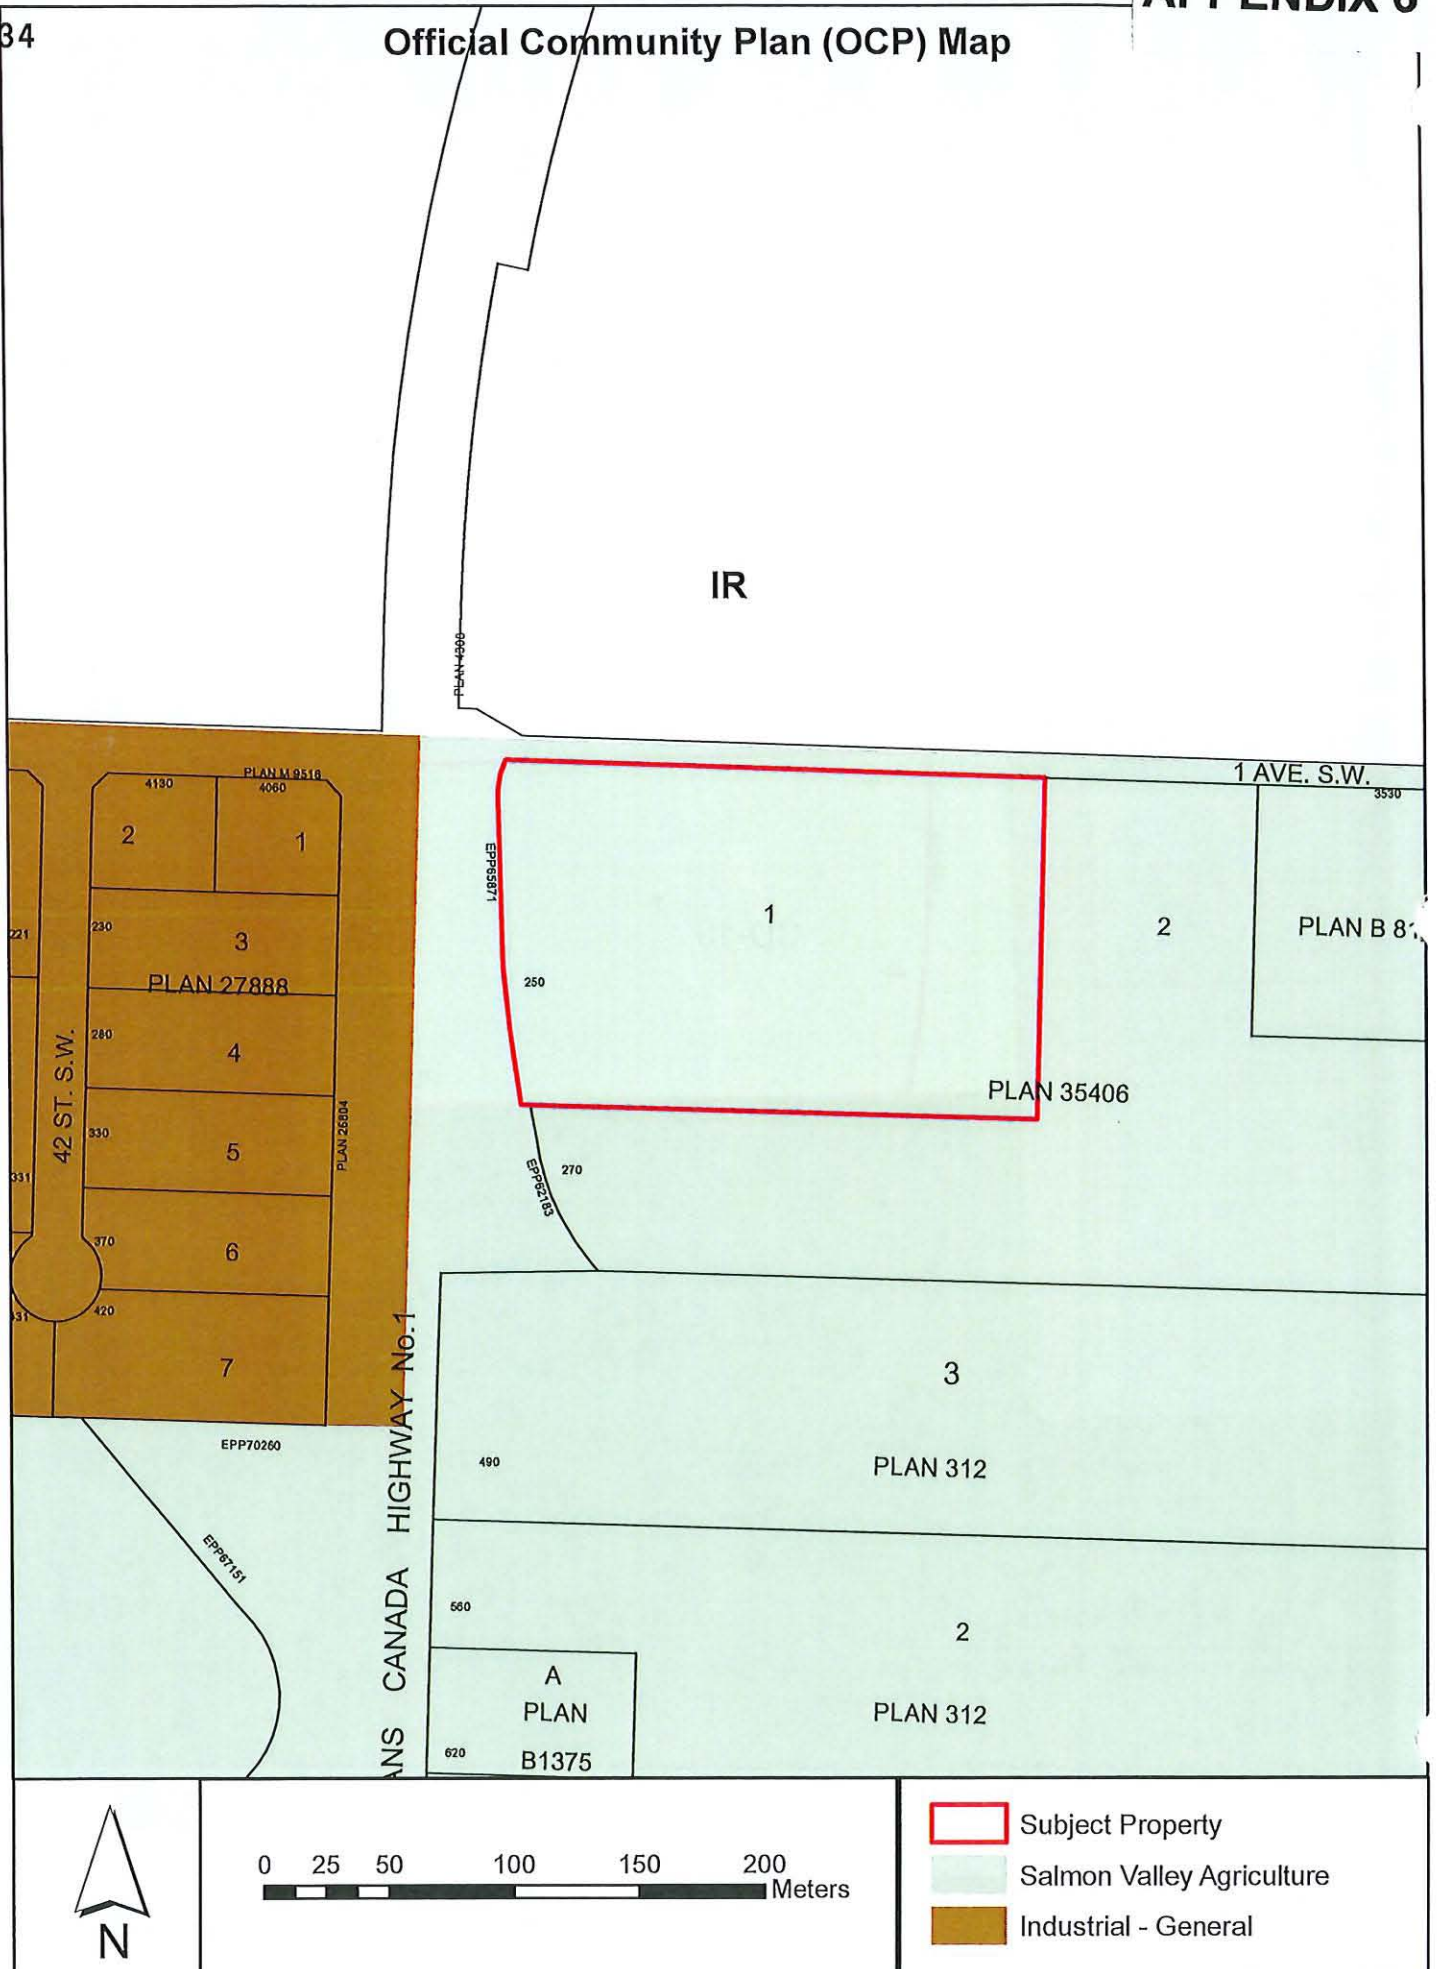 34
Official Community Plan (OCP) Map
IR
PLAN 4300
1 AVE. S.W.
3530
PLAN M 9516
4130
4060
2
1
EPP65871
1
2
PLAN B 81
221
230
3
PLAN 27888
250
280
4
42 ST. S.W.
PLAN 35406
330
5
PLAN 26804
331
EPP62183
270
370
6
420
7
3
EPP70260
490
PLAN 312
EPP67151
ANS CANADA HIGHWAY No.1
560
2
A
PLAN
B1375
620
PLAN 312
N
0 25 50 100 150 200
Meters
Subject Property
Salmon Valley Agriculture
Industrial - General